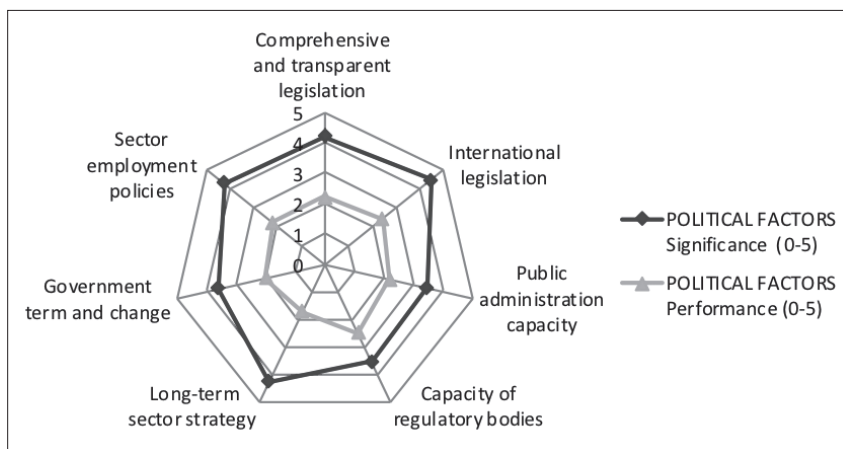 Comprehensive
and transparent
legislation
5
4
3
2
1
0
International
legislation
Public
administration
capacity
Capacity of
regulatory bodies
Long-term
sector strategy
Government
term and change
Sector
employment
policies
POLITICAL FACTORS
Significance (0-5)
POLITICAL FACTORS
Performance (0-5)